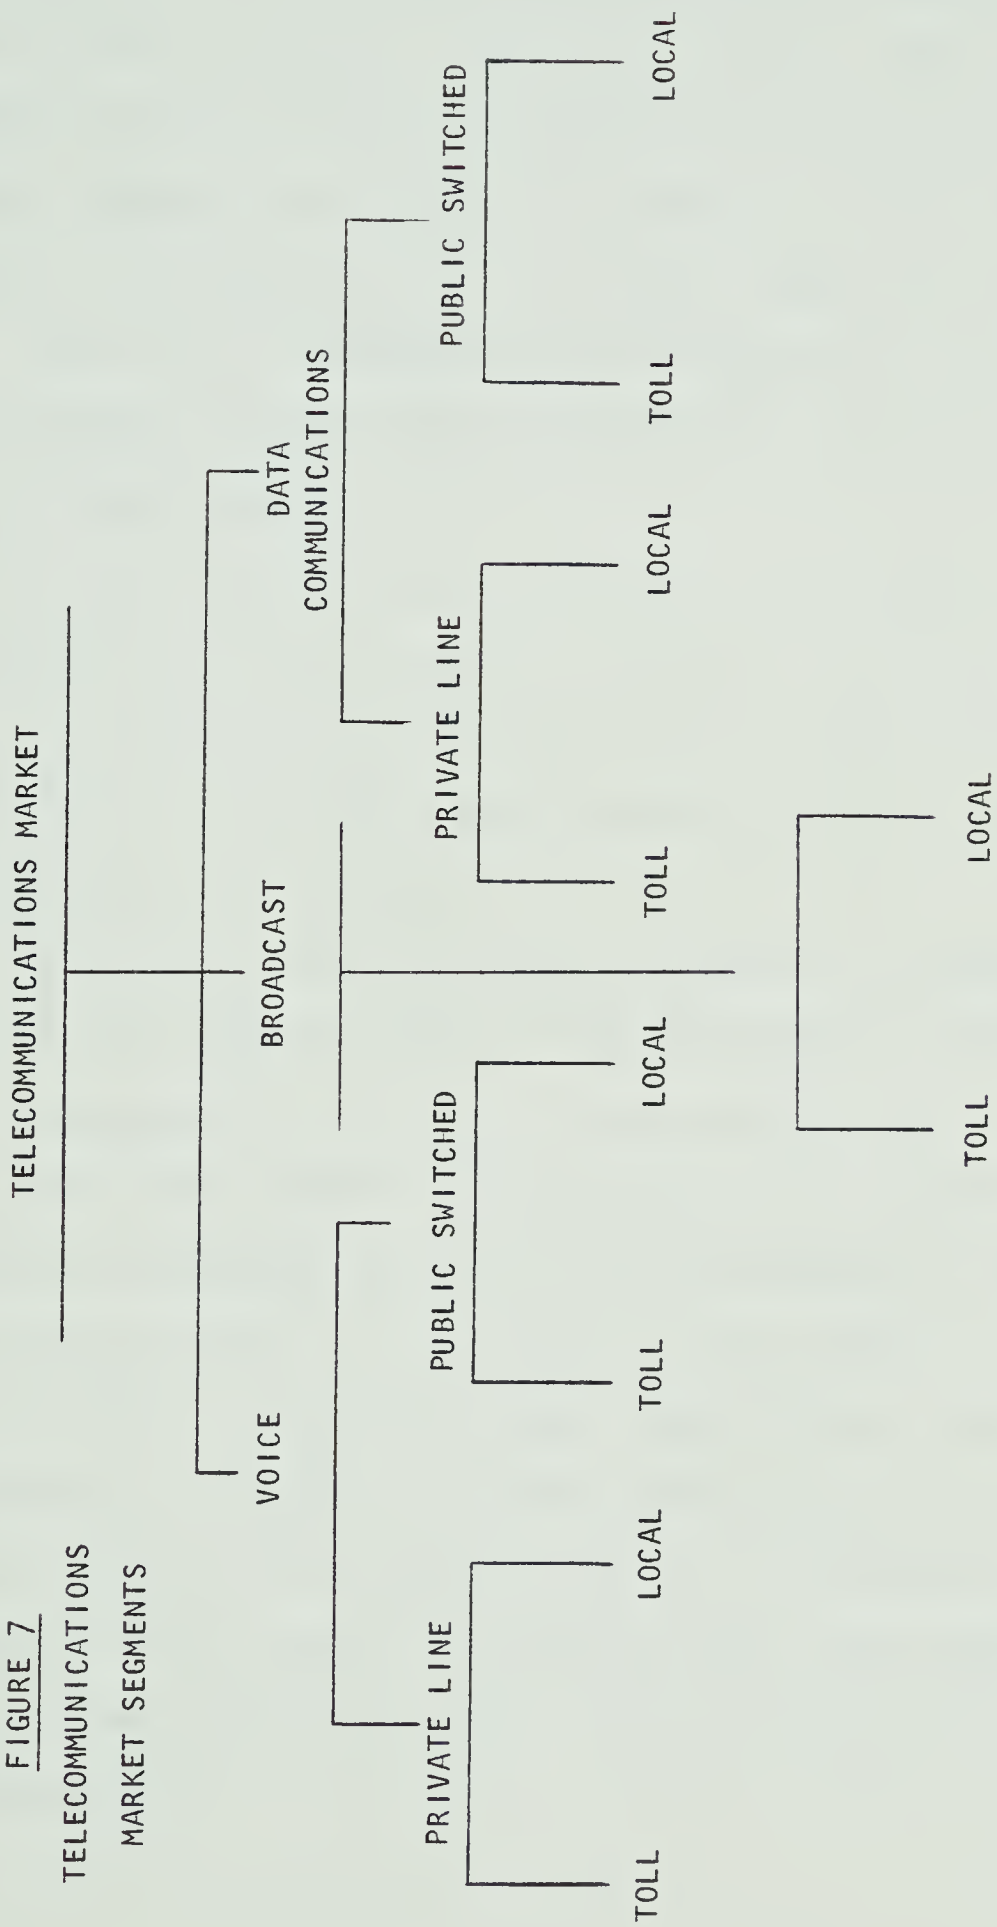 FIGURE 7
TELECOMMUNICATIONS
MARKET SEGMENTS
TELECOMMUNICATIONS MARKET
VOICE
BROADCAST
DATA
COMMUNICATIONS
PRIVATE LINE
PUBLIC SWITCHED
PRIVATE LINE
PUBLIC SWITCHED
TOLL
LOCAL
TOLL
LOCAL
TOLL
LOCAL
TOLL
LOCAL
TOLL
LOCAL